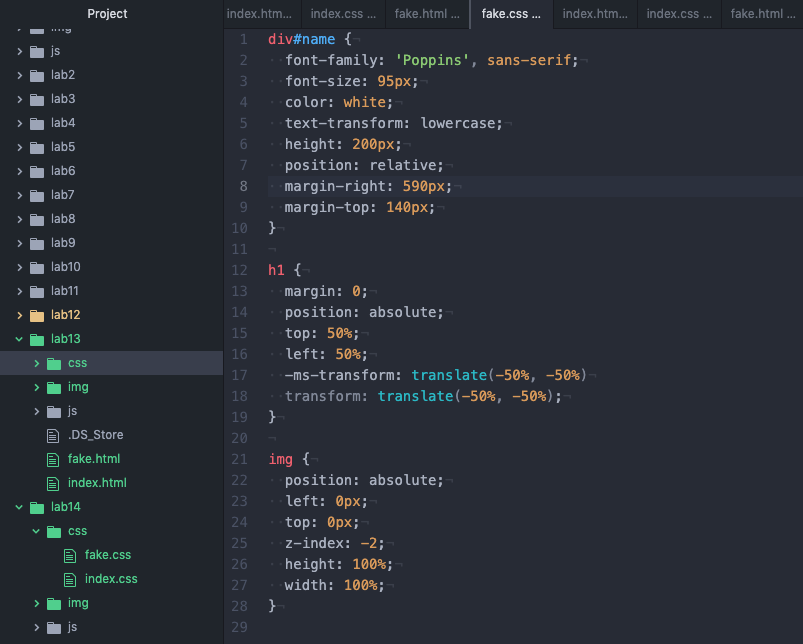 Project
img
js
lab2
lab3
lab4
lab5
lab6
lab7
lab8
lab9
lab10
lab11
lab12
lab13
css
img
js
.DS_Store
fake.html
index.html
lab14
css
fake.css
index.css
img
js
index.htm... index.css ... fake.html ... fake.css ... index.htm... index.css ... fake.html ...
1 div#name {¬
2 ··font-family: 'Poppins', sans-serif;¬
3 ··font-size: 95px;¬
4 ··color: white;¬
5 ··text-transform: lowercase;¬
6 ··height: 200px;¬
7 ··position: relative;¬
8 ··margin-right: 590px;¬
9 ··margin-top: 140px;¬
10 }¬
11 ¬
12 h1 {¬
13 ··margin: 0;¬
14 ··position: absolute;¬
15 ··top: 50%;¬
16 ··left: 50%;¬
17 ··-ms-transform: translate(-50%, -50%)¬
18 ··transform: translate(-50%, -50%);¬
19 }¬
20 ¬
21 img {¬
22 ··position: absolute;¬
23 ··left: 0px;¬
24 ··top: 0px;¬
25 ··z-index: -2;¬
26 ··height: 100%;¬
27 ··width: 100%;¬
28 }¬
29